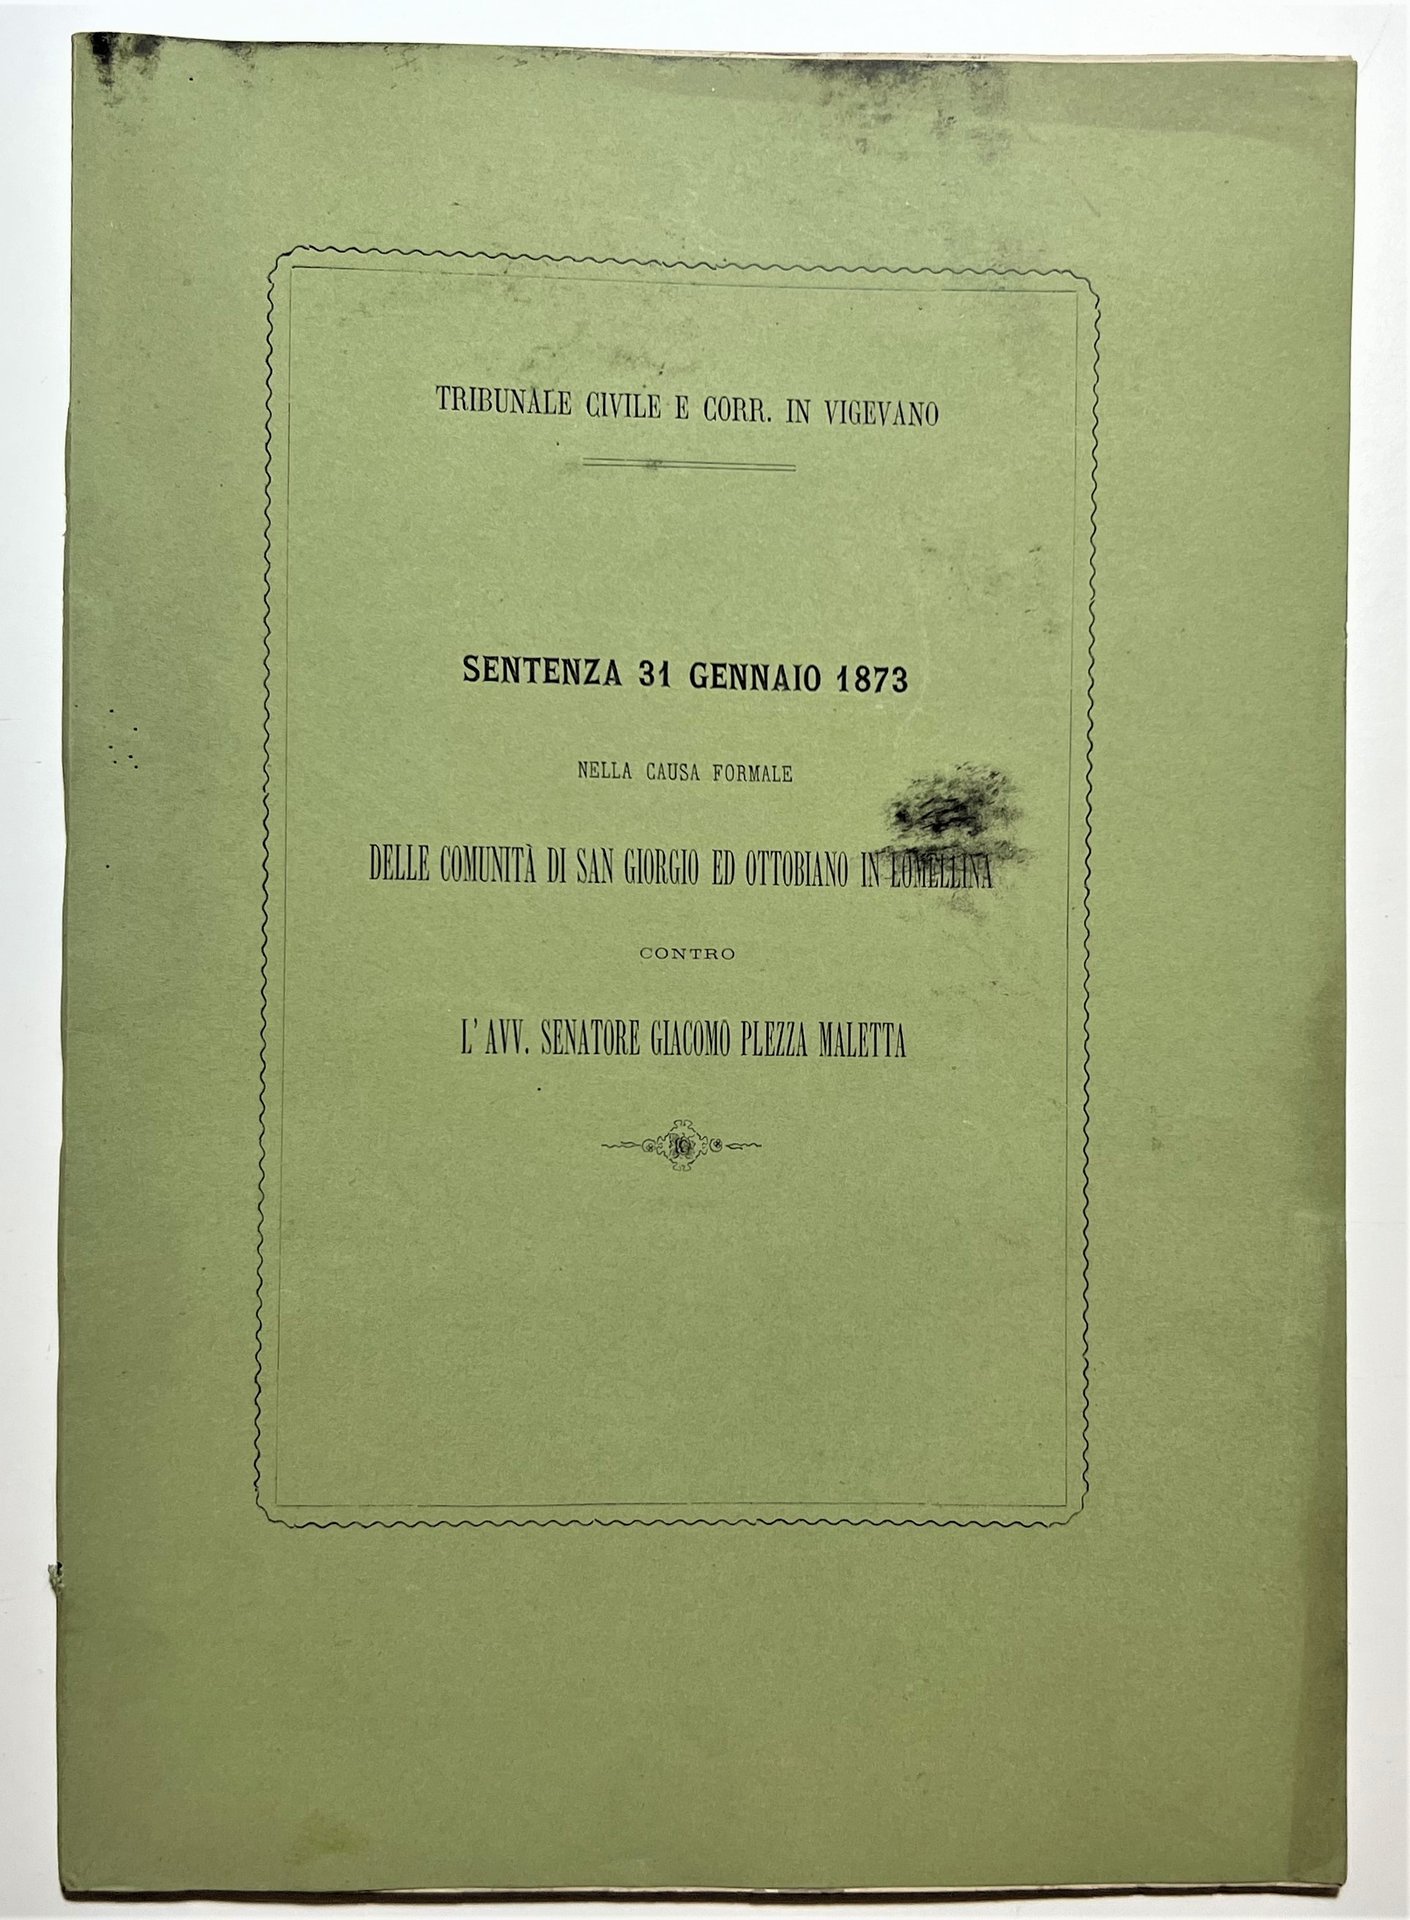 TRIBUNALE CIVILE E CORR. IN VIGEVANO
SENTENZA 31 GENNAIO 1873
NELLA CAUSA FORMALE
DELLE COMUNITÀ DI SAN GIORGIO ED OTTOBIANO IN LOMELLINA
CONTRO
L'AVV. SENATORE GIACOMO PLEZZA MALETTA